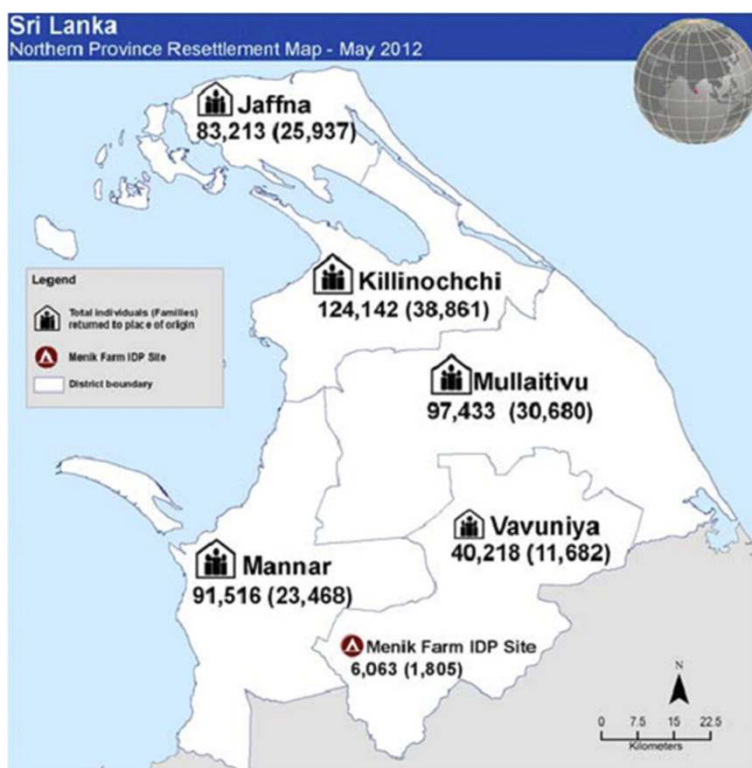 Sri Lanka
Northern Province Resettlement Map - May 2012
Jaffna
83,213 (25,937)
Killinochchi
124,142 (38,861)
Legend
Total individuals (Families)
returned to place of origin
Menik Farm IDP Site
District boundary
Mullaitivu
97,433 (30,680)
Vavuniya
40,218 (11,682)
Mannar
91,516 (23,468)
Menik Farm IDP Site
6,063 (1,805)
N
0 7.5 15 22.5
Kilometers